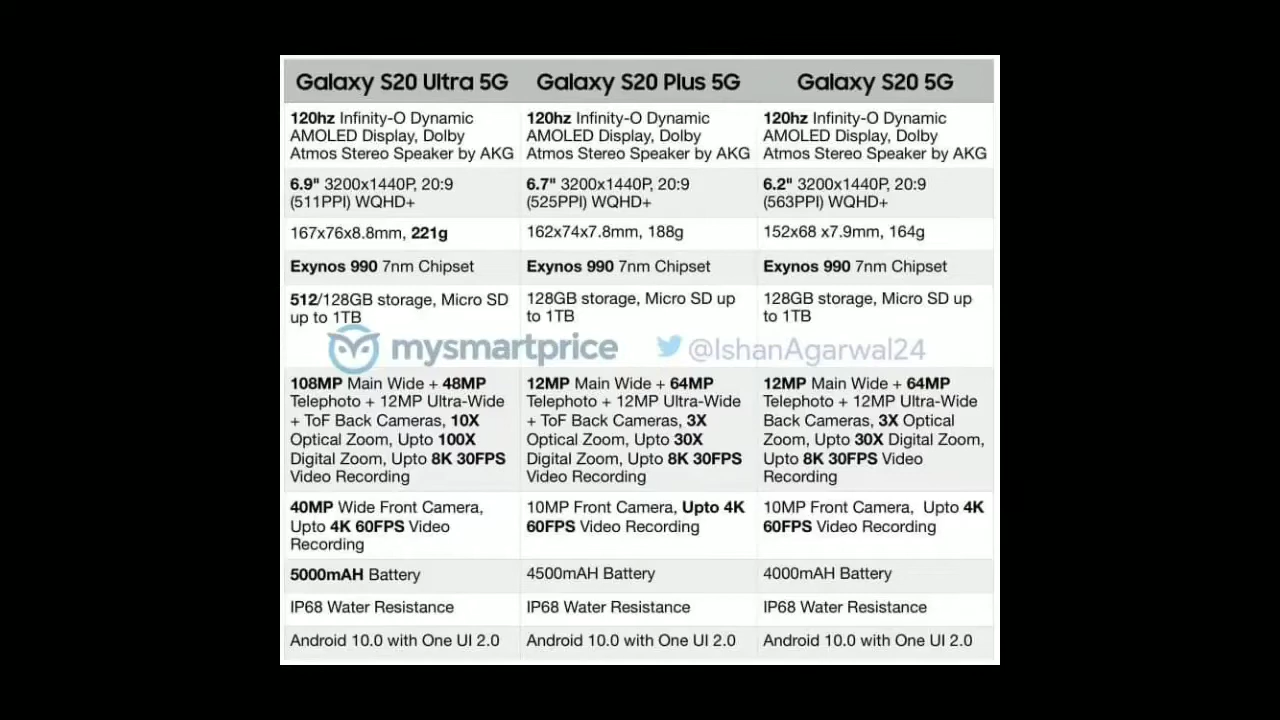 Galaxy S20 Ultra 5G
Galaxy S20 Plus 5G
Galaxy S20 5G
120hz Infinity-O Dynamic
AMOLED Display, Dolby
Atmos Stereo Speaker by AKG
120hz Infinity-O Dynamic
AMOLED Display, Dolby
Atmos Stereo Speaker by AKG
120hz Infinity-O Dynamic
AMOLED Display, Dolby
Atmos Stereo Speaker by AKG
6.9" 3200x1440P, 20:9
(511PPI) WQHD+
6.7" 3200x1440P, 20:9
(525PPI) WQHD+
6.2" 3200x1440P, 20:9
(563PPI) WQHD+
167x76x8.8mm, 221g
162x74x7.8mm, 188g
152x68 x7.9mm, 164g
Exynos 990 7nm Chipset
Exynos 990 7nm Chipset
Exynos 990 7nm Chipset
512/128GB storage, Micro SD
up to 1TB
128GB storage, Micro SD up
to 1TB
128GB storage, Micro SD up
to 1TB
mysmartprice
@IshanAgarwal24
108MP Main Wide + 48MP
Telephoto + 12MP Ultra-Wide
+ ToF Back Cameras, 10X
Optical Zoom, Upto 100X
Digital Zoom, Upto 8K 30FPS
Video Recording
12MP Main Wide + 64MP
Telephoto + 12MP Ultra-Wide
+ ToF Back Cameras, 3X
Optical Zoom, Upto 30X
Digital Zoom, Upto 8K 30FPS
Video Recording
12MP Main Wide + 64MP
Telephoto + 12MP Ultra-Wide
Back Cameras, 3X Optical
Zoom, Upto 30X Digital Zoom,
Upto 8K 30FPS Video
Recording
40MP Wide Front Camera,
Upto 4K 60FPS Video
Recording
10MP Front Camera, Upto 4K
60FPS Video Recording
10MP Front Camera, Upto 4K
60FPS Video Recording
5000mAH Battery
4500mAH Battery
4000mAH Battery
IP68 Water Resistance
IP68 Water Resistance
IP68 Water Resistance
Android 10.0 with One UI 2.0
Android 10.0 with One UI 2.0
Android 10.0 with One UI 2.0